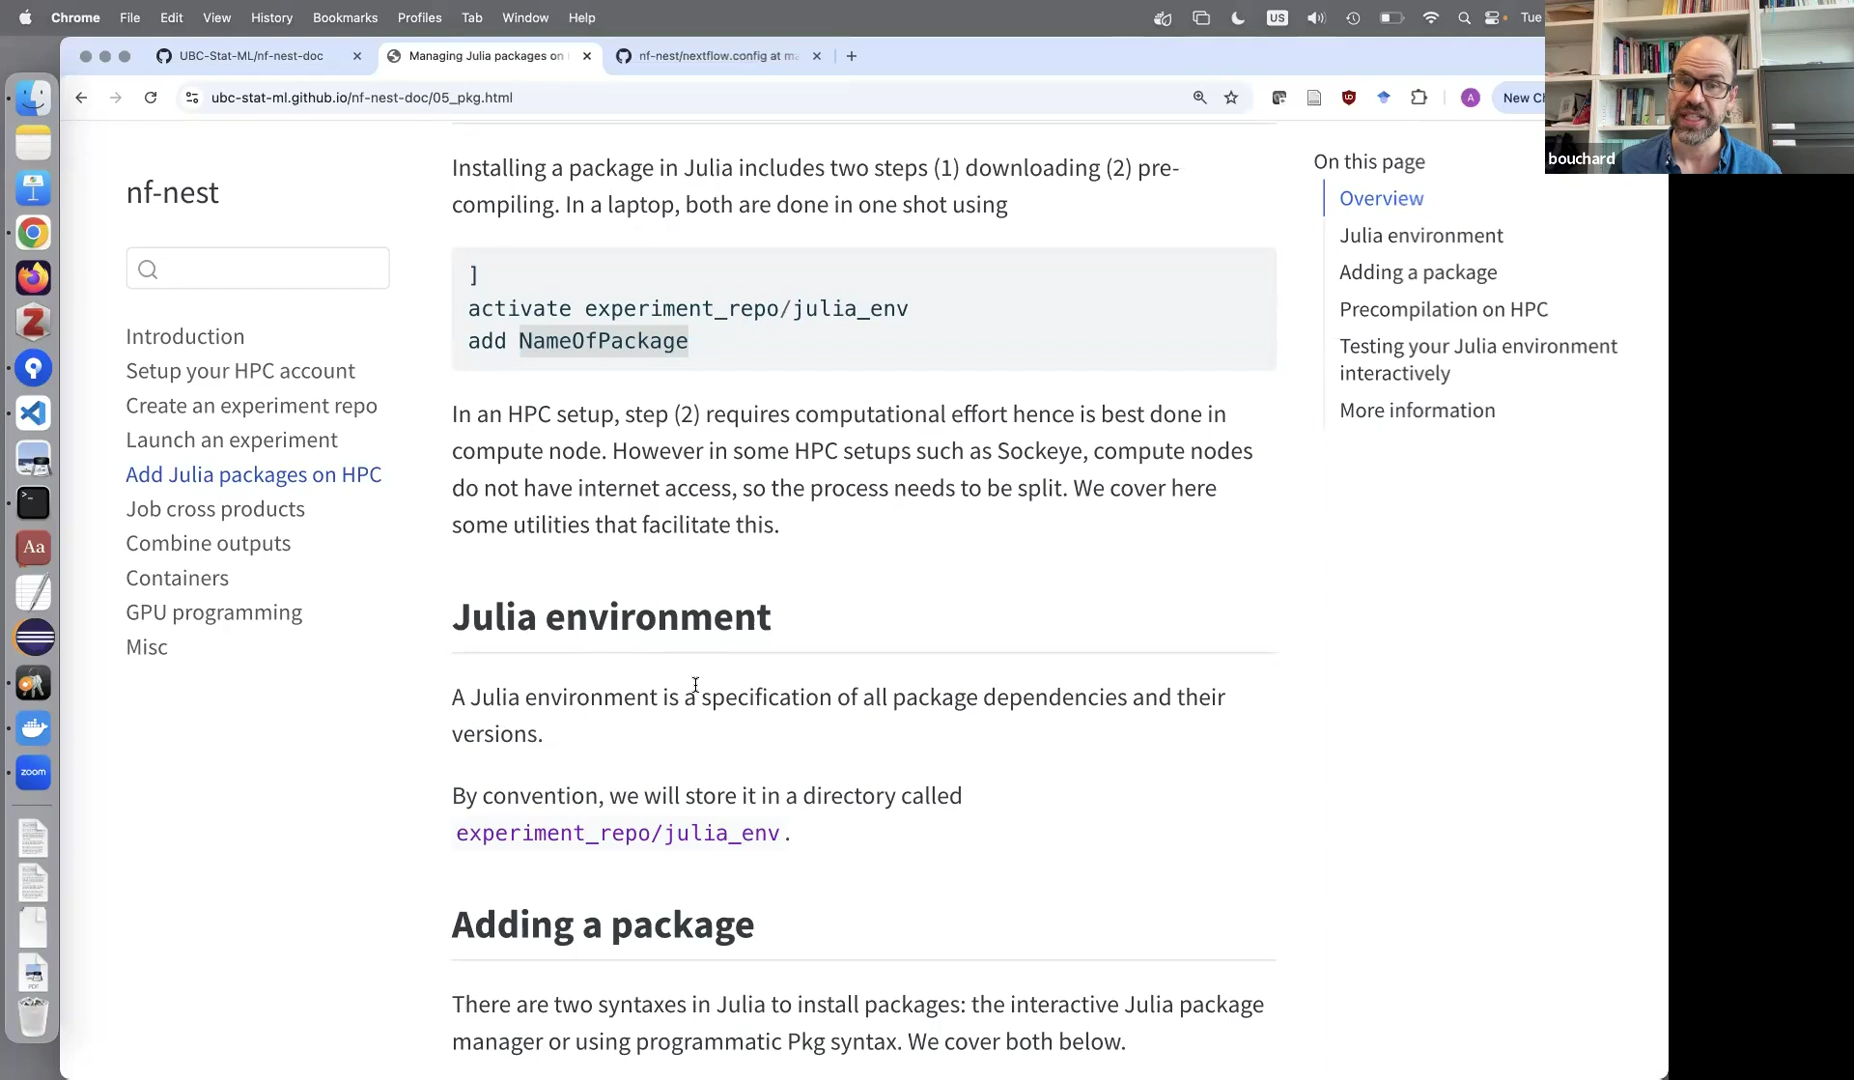 Chrome File Edit View History Bookmarks Profiles Tab Window Help US Tue
UBC-Stat-ML/nf-nest-doc
Managing Julia packages on
nf-nest/nextflow.config at ma
ubc-stat-ml.github.io/nf-nest-doc/05_pkg.html
A
New Ch
bouchard
nf-nest
Introduction
Setup your HPC account
Create an experiment repo
Launch an experiment
Add Julia packages on HPC
Job cross products
Combine outputs
Containers
GPU programming
Misc
Installing a package in Julia includes two steps (1) downloading (2) pre-
compiling. In a laptop, both are done in one shot using
]
activate experiment_repo/julia_env
add NameOfPackage
In an HPC setup, step (2) requires computational effort hence is best done in
compute node. However in some HPC setups such as Sockeye, compute nodes
do not have internet access, so the process needs to be split. We cover here
some utilities that facilitate this.
Julia environment
A Julia environment is a specification of all package dependencies and their
versions.
By convention, we will store it in a directory called
experiment_repo/julia_env.
Adding a package
There are two syntaxes in Julia to install packages: the interactive Julia package
manager or using programmatic Pkg syntax. We cover both below.
On this page
Overview
Julia environment
Adding a package
Precompilation on HPC
Testing your Julia environment
interactively
More information
Z
Aa
zoom
PDF